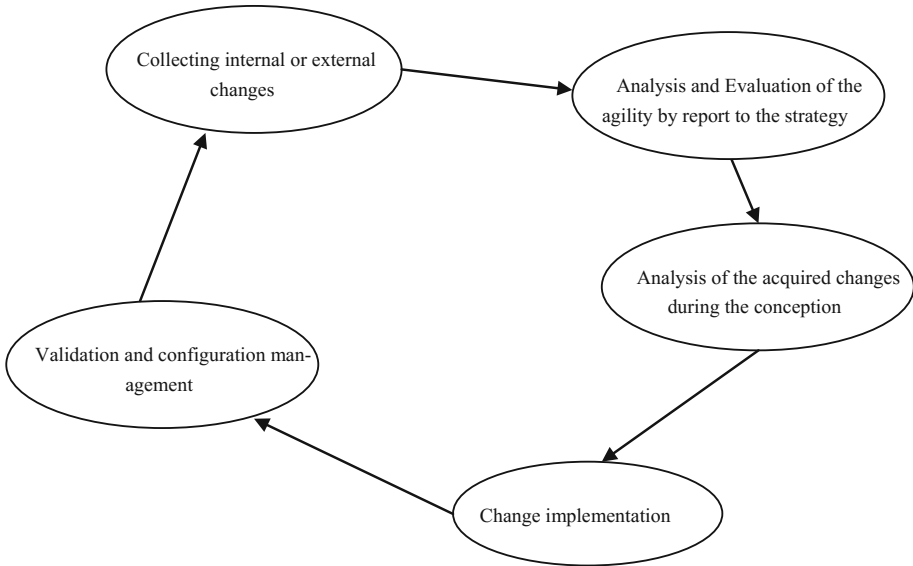 Collecting internal or external
changes
Analysis and Evaluation of the
agility by report to the strategy
Analysis of the acquired changes
during the conception
Change implementation
Validation and configuration man-
agement